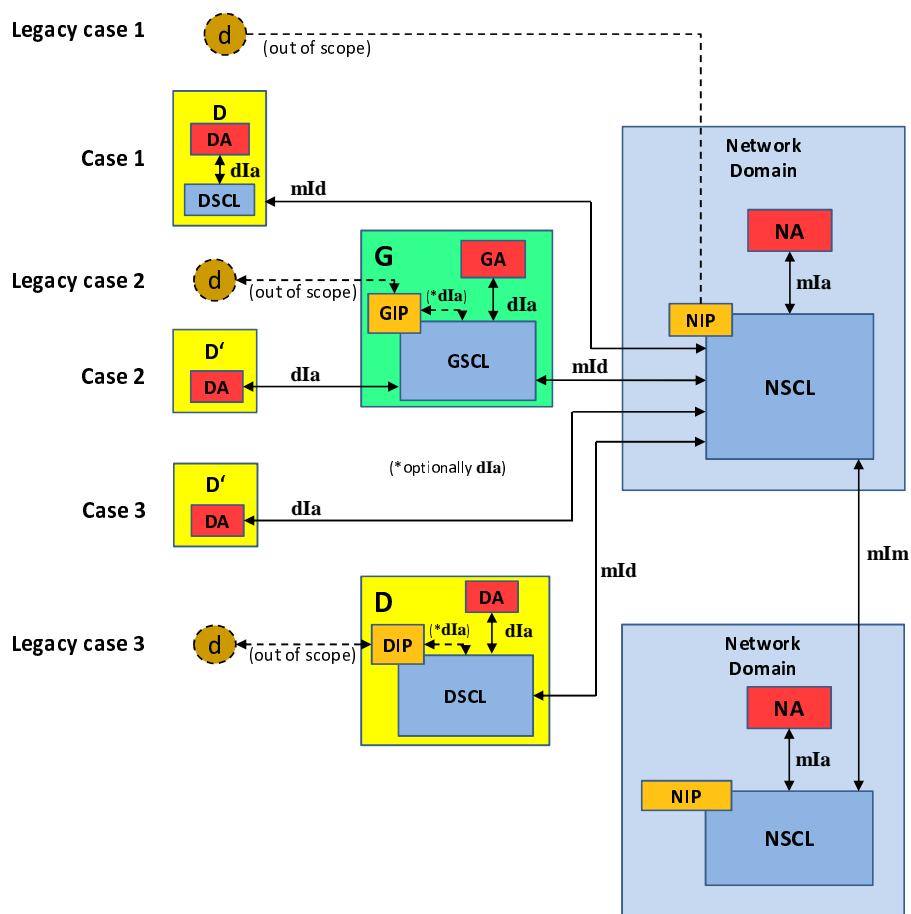 Legacy case 1
d
(out of scope)
Case 1
D
DA
dIa
DSCL
mId
Network
Domain
NA
mIa
NIP
NSCL
Legacy case 2
d
(out of scope)
G
GA
GIP
(*dIa)
dIa
GSCL
mId
Case 2
D‘
DA
dIa
(*optionally dIa)
Case 3
D‘
DA
dIa
mId
mIm
Legacy case 3
d
(out of scope)
D
DA
DIP
(*dIa)
dIa
DSCL
Network
Domain
NA
mIa
NIP
NSCL